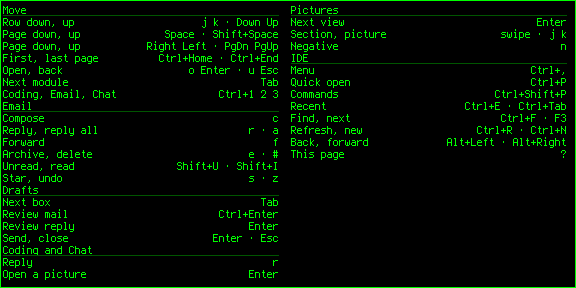 Move
Row down, up j k · Down Up
Page down, up Space · Shift+Space
Page down, up Right Left · PgDn PgUp
First, last page Ctrl+Home · Ctrl+End
Open, back o Enter · u Esc
Next module Tab
Coding, Email, Chat Ctrl+1 2 3
Email
Compose c
Reply, reply all r · a
Forward f
Archive, delete e · #
Unread, read Shift+U · Shift+I
Star, undo s · z
Drafts
Next box Tab
Review mail Ctrl+Enter
Review reply Enter
Send, close Enter · Esc
Coding and Chat
Reply r
Open a picture Enter
Pictures
Next view Enter
Section, picture swipe · j k
Negative n
IDE
Menu Ctrl+,
Quick open Ctrl+P
Commands Ctrl+Shift+P
Recent Ctrl+E · Ctrl+Tab
Find, next Ctrl+F · F3
Refresh, new Ctrl+R · Ctrl+N
Back, forward Alt+Left · Alt+Right
This page ?